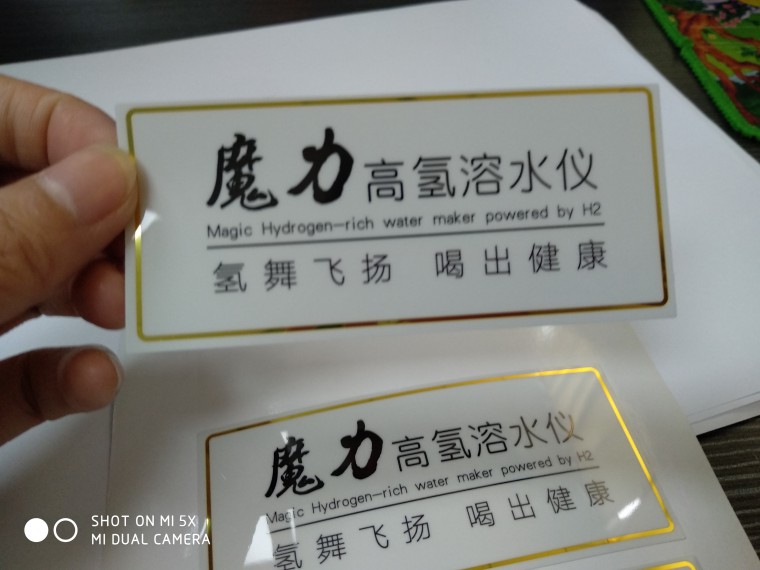 魔力 高氢溶水仪
Magic Hydrogen-rich water maker powered by H2
氢舞飞扬 喝出健康
魔力 高氢溶水仪
Magic Hydrogen-rich water maker powered by H2
氢舞飞扬 喝出健康
SHOT ON MI 5X
MI DUAL CAMERA